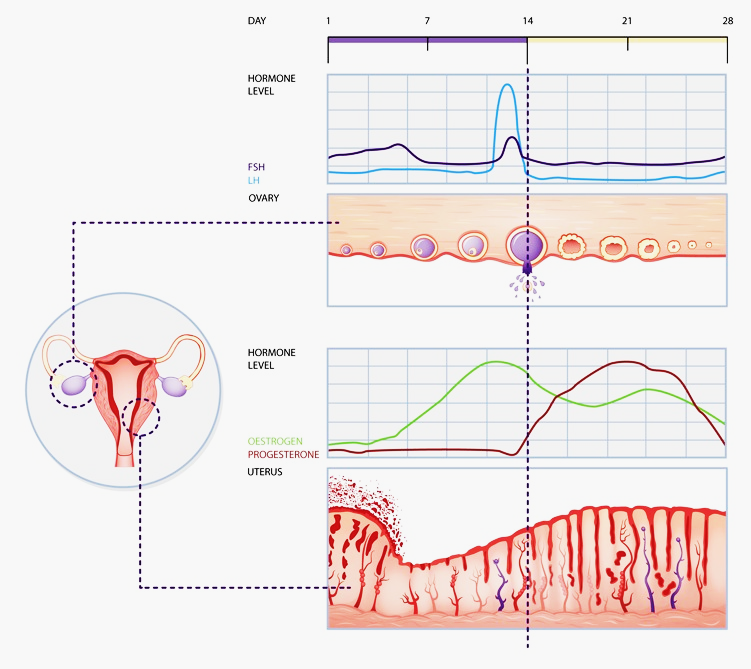 DAY 1 7 14 21 28
HORMONE
LEVEL
FSH
LH
OVARY
HORMONE
LEVEL
OESTROGEN
PROGESTERONE
UTERUS